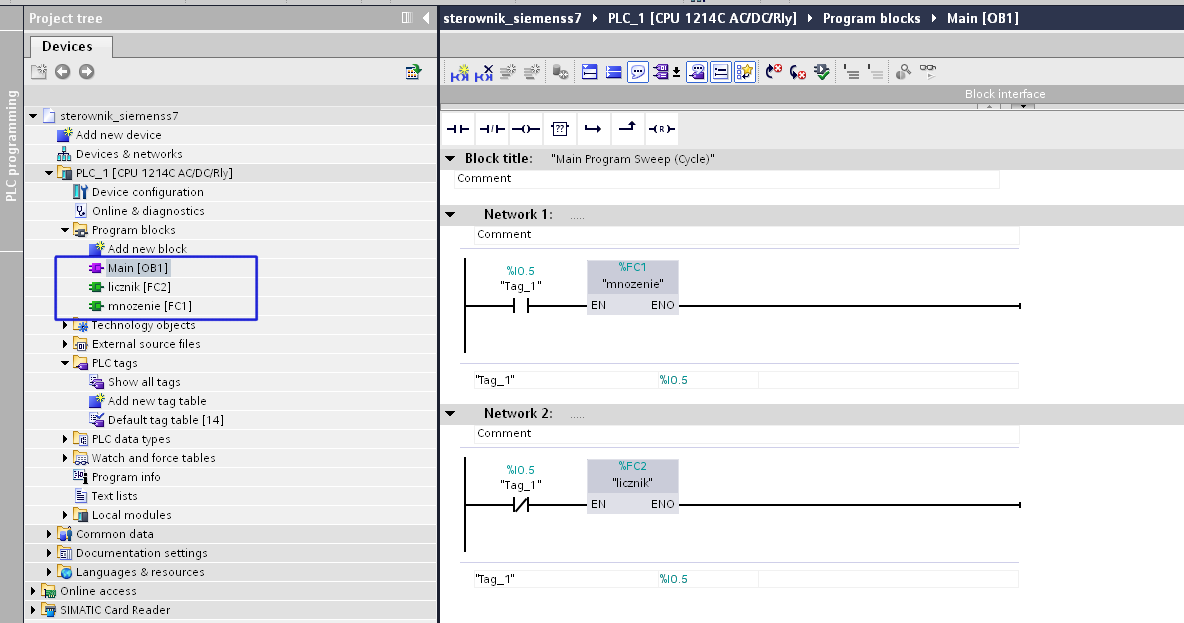 Project tree
Devices
PLC programming
sterownik_siemenss7
Add new device
Devices & networks
PLC_1 [CPU 1214C AC/DC/Rly]
Device configuration
Online & diagnostics
Program blocks
Add new block
Main [OB1]
licznik [FC2]
mnozenie [FC1]
Technology objects
External source files
PLC tags
Show all tags
Add new tag table
Default tag table [14]
PLC data types
Watch and force tables
Program info
Text lists
Local modules
Common data
Documentation settings
Languages & resources
Online access
SIMATIC Card Reader
sterownik_siemenss7 PLC_1 [CPU 1214C AC/DC/Rly] Program blocks Main [OB1]
Block interface
??
(R)
Block title: "Main Program Sweep (Cycle)"
Comment
Network 1: .....
Comment
%I0.5
"Tag_1"
%FC1
"mnozenie"
EN ENO
"Tag_1" %I0.5
Network 2: .....
Comment
%I0.5
"Tag_1"
%FC2
"licznik"
EN ENO
"Tag_1" %I0.5